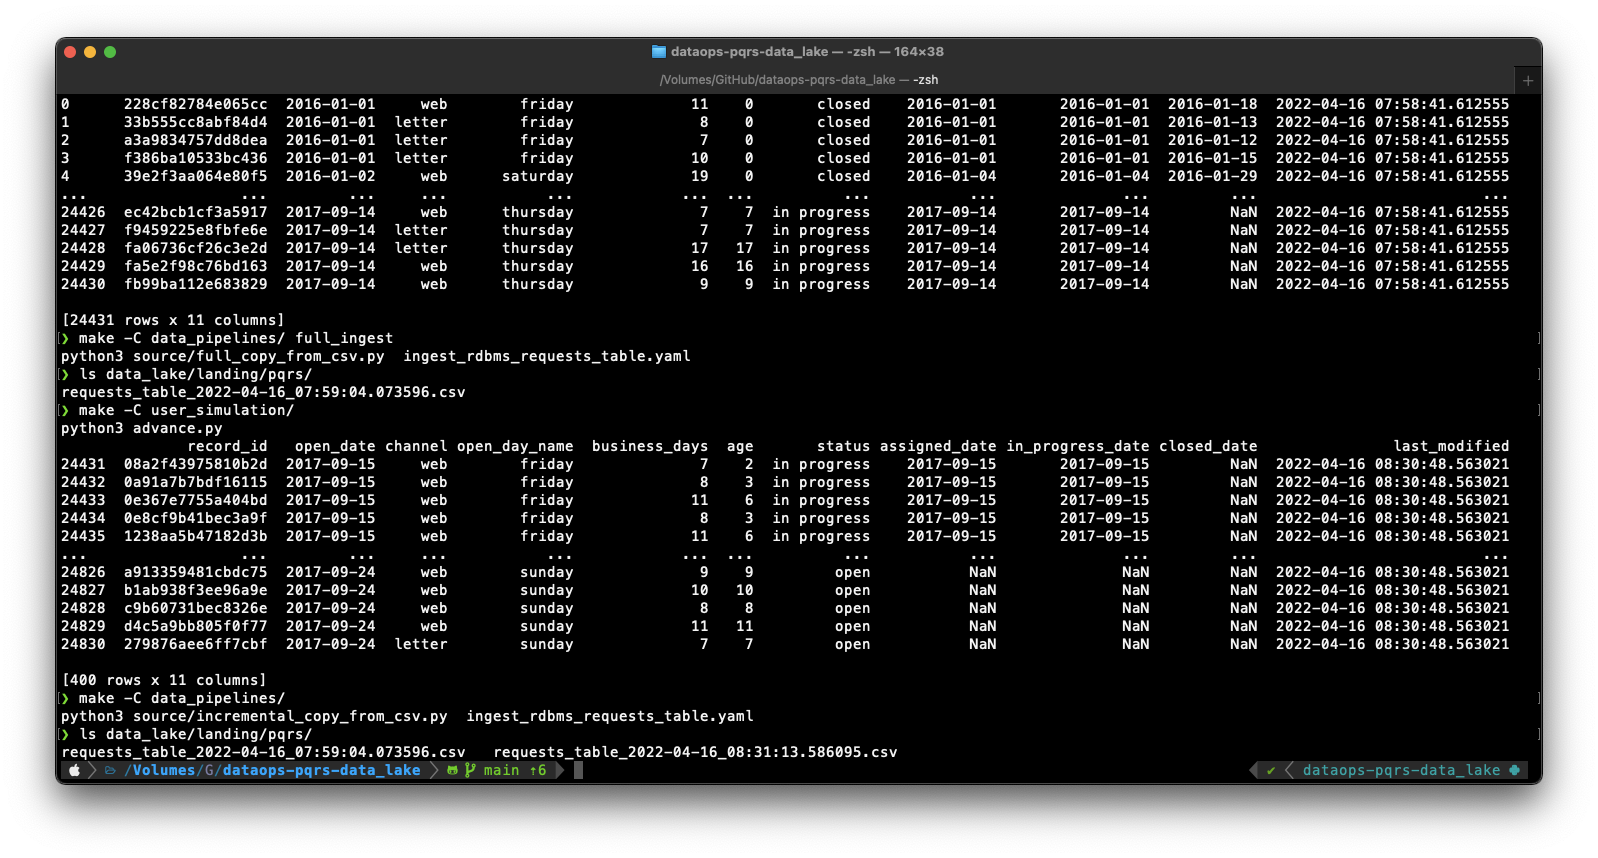 dataops-pqrs-data_lake — -zsh — 164×38
/Volumes/GitHub/dataops-pqrs-data_lake — -zsh +
0 228cf82784e065cc 2016-01-01 web friday 11 0 closed 2016-01-01 2016-01-01 2016-01-18 2022-04-16 07:58:41.612555
1 33b555cc8abf84d4 2016-01-01 letter friday 8 0 closed 2016-01-01 2016-01-01 2016-01-13 2022-04-16 07:58:41.612555
2 a3a9834757dd8dea 2016-01-01 letter friday 7 0 closed 2016-01-01 2016-01-01 2016-01-12 2022-04-16 07:58:41.612555
3 f386ba10533bc436 2016-01-01 letter friday 10 0 closed 2016-01-01 2016-01-01 2016-01-15 2022-04-16 07:58:41.612555
4 39e2f3aa064e80f5 2016-01-02 web saturday 19 0 closed 2016-01-04 2016-01-04 2016-01-29 2022-04-16 07:58:41.612555
... ... ... ... ... ... ... ... ... ... ... ...
24426 ec42bcb1cf3a5917 2017-09-14 web thursday 7 7 in progress 2017-09-14 2017-09-14 NaN 2022-04-16 07:58:41.612555
24427 f9459225e8fbfe6e 2017-09-14 letter thursday 7 7 in progress 2017-09-14 2017-09-14 NaN 2022-04-16 07:58:41.612555
24428 fa06736cf26c3e2d 2017-09-14 letter thursday 17 17 in progress 2017-09-14 2017-09-14 NaN 2022-04-16 07:58:41.612555
24429 fa5e2f98c76bd163 2017-09-14 web thursday 16 16 in progress 2017-09-14 2017-09-14 NaN 2022-04-16 07:58:41.612555
24430 fb99ba112e683829 2017-09-14 web thursday 9 9 in progress 2017-09-14 2017-09-14 NaN 2022-04-16 07:58:41.612555
[24431 rows x 11 columns]
[❯ make -C data_pipelines/ full_ingest ]
python3 source/full_copy_from_csv.py ingest_rdbms_requests_table.yaml
[❯ ls data_lake/landing/pqrs/ ]
requests_table_2022-04-16_07:59:04.073596.csv
[❯ make -C user_simulation/ ]
python3 advance.py
record_id open_date channel open_day_name business_days age status assigned_date in_progress_date closed_date last_modified
24431 08a2f43975810b2d 2017-09-15 web friday 7 2 in progress 2017-09-15 2017-09-15 NaN 2022-04-16 08:30:48.563021
24432 0a91a7b7bdf16115 2017-09-15 web friday 8 3 in progress 2017-09-15 2017-09-15 NaN 2022-04-16 08:30:48.563021
24433 0e367e7755a404bd 2017-09-15 web friday 11 6 in progress 2017-09-15 2017-09-15 NaN 2022-04-16 08:30:48.563021
24434 0e8cf9b41bec3a9f 2017-09-15 web friday 8 3 in progress 2017-09-15 2017-09-15 NaN 2022-04-16 08:30:48.563021
24435 1238aa5b47182d3b 2017-09-15 web friday 11 6 in progress 2017-09-15 2017-09-15 NaN 2022-04-16 08:30:48.563021
... ... ... ... ... ... ... ... ... ... ... ...
24826 a913359481cbdc75 2017-09-24 web sunday 9 9 open NaN NaN NaN 2022-04-16 08:30:48.563021
24827 b1ab938f3ee96a9e 2017-09-24 web sunday 10 10 open NaN NaN NaN 2022-04-16 08:30:48.563021
24828 c9b60731bec8326e 2017-09-24 web sunday 8 8 open NaN NaN NaN 2022-04-16 08:30:48.563021
24829 d4c5a9bb805f0f77 2017-09-24 web sunday 11 11 open NaN NaN NaN 2022-04-16 08:30:48.563021
24830 279876aee6ff7cbf 2017-09-24 letter sunday 7 7 open NaN NaN NaN 2022-04-16 08:30:48.563021
[400 rows x 11 columns]
[❯ make -C data_pipelines/ ]
python3 source/incremental_copy_from_csv.py ingest_rdbms_requests_table.yaml
[❯ ls data_lake/landing/pqrs/ ]
requests_table_2022-04-16_07:59:04.073596.csv requests_table_2022-04-16_08:31:13.586095.csv
/Volumes/G/dataops-pqrs-data_lake main ↑6 ✔ dataops-pqrs-data_lake